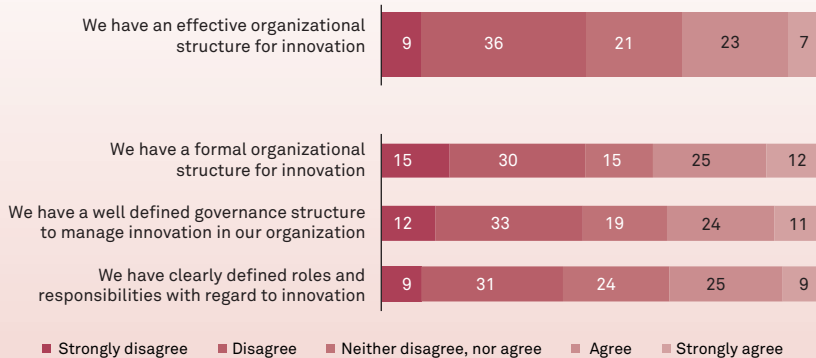 We have an effective organizational
structure for innovation
9 36 21 23 7
We have a formal organizational
structure for innovation
15 30 15 25 12
We have a well defined governance structure
to manage innovation in our organization
12 33 19 24 11
We have clearly defined roles and
responsibilities with regard to innovation
9 31 24 25 9
Strongly disagree Disagree Neither disagree, nor agree Agree Strongly agree